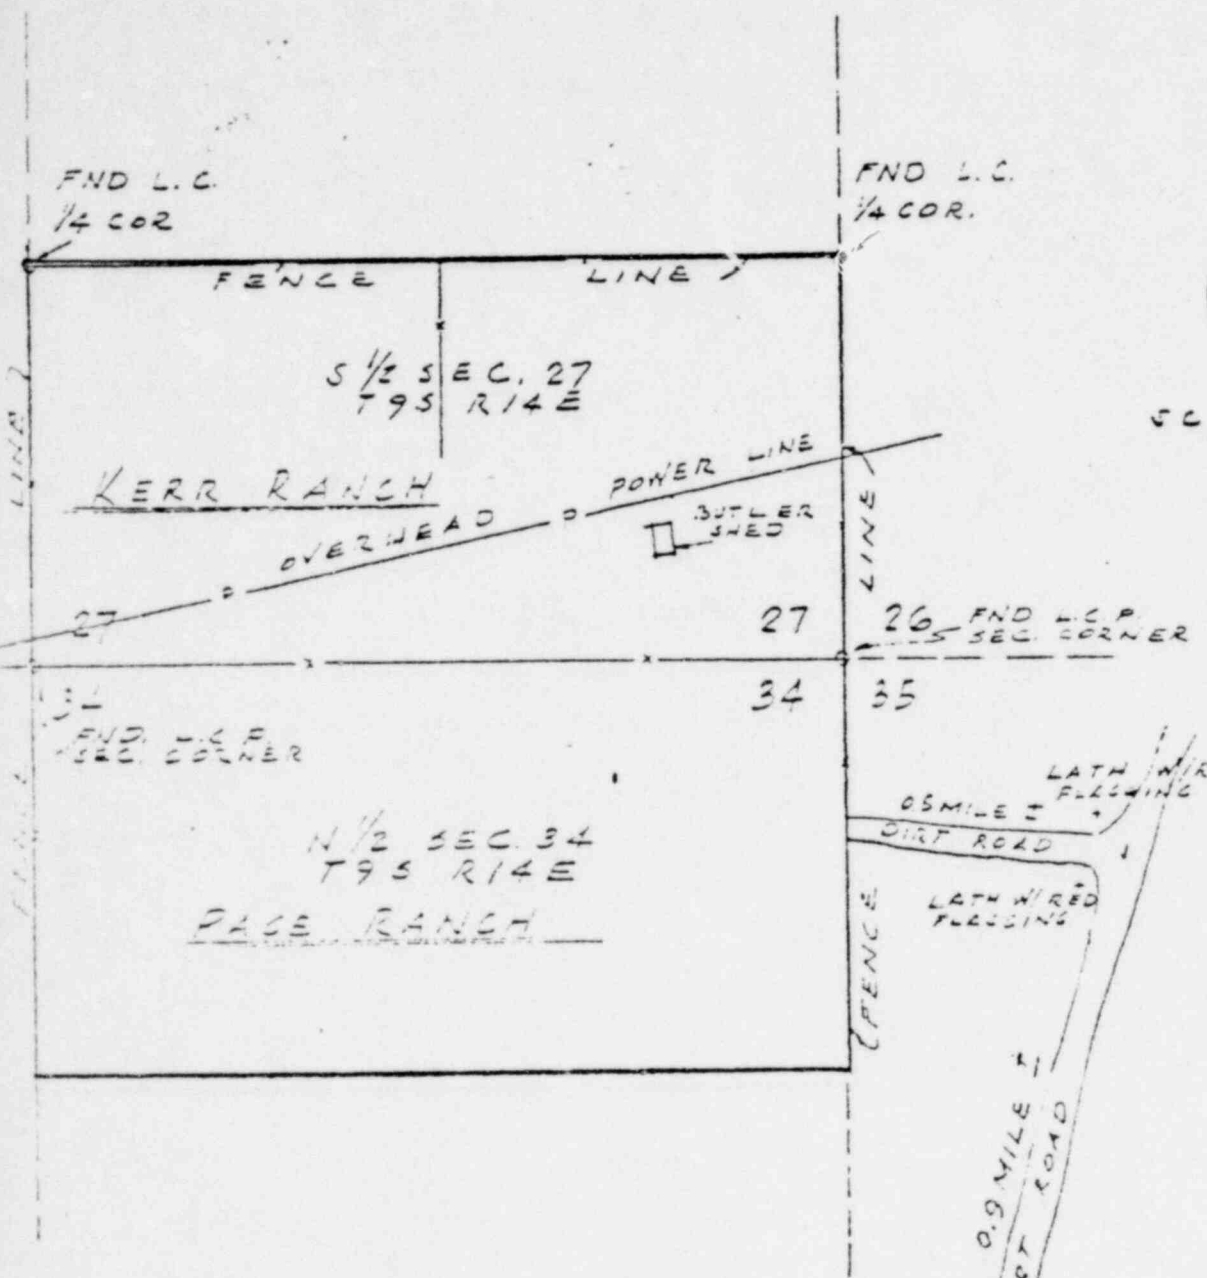 FND L.C.
1/4 COR
FND L.C.
1/4 COR.
FENCE LINE
S 1/2 SEC. 27
T9S R14E
LINE
KERR RANCH
OVERHEAD POWER LINE
BUTLER
SHED
LINE
27
27
26
FND L.C.P.
SEC. CORNER
34
34
35
FND. L.C.P.
SEC. CORNER
LATH W/R
FLAGGING
0.5 MILE ±
DIRT ROAD
N 1/2 SEC. 34
T9S R14E
PAGE RANCH
LATH W/RED
FLAGGING
FENCE
FENCE
0.9 MILE ±
ROAD